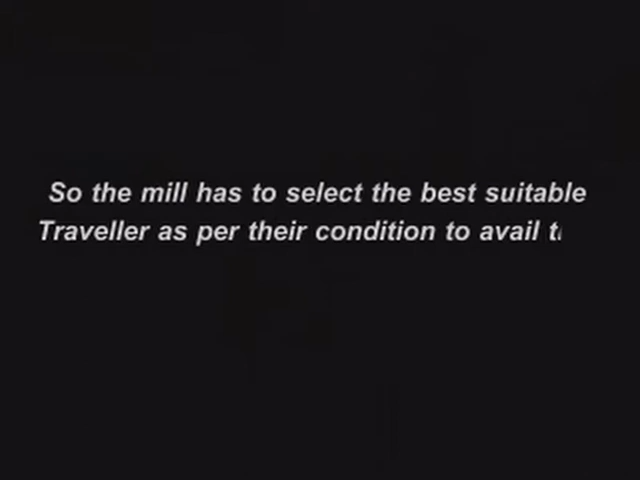 So the mill has to select the best suitable
Traveller as per their condition to avail